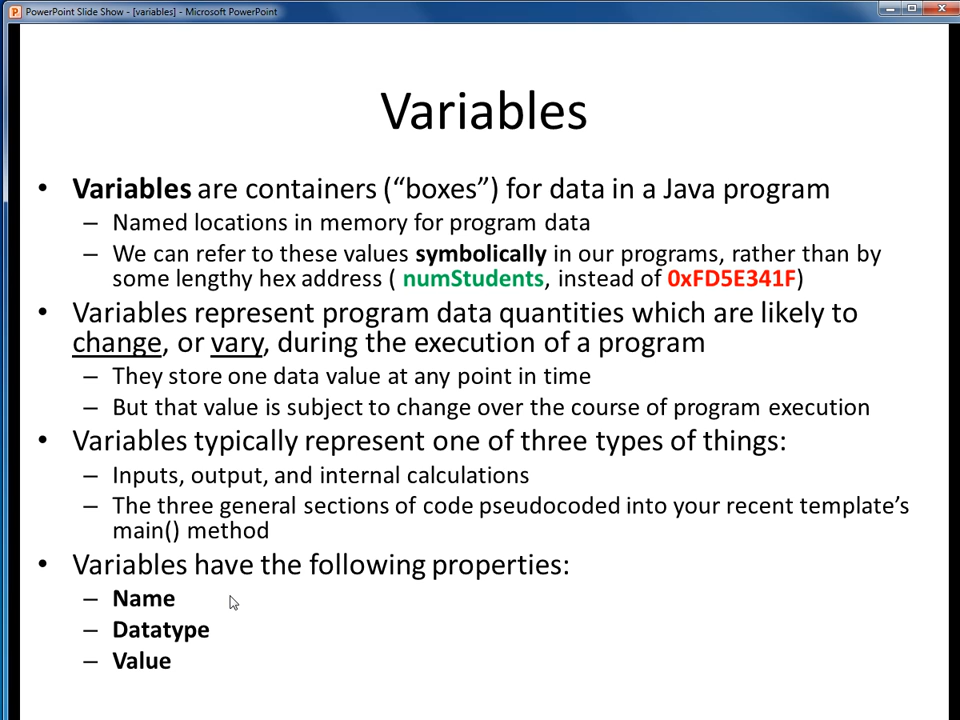 PowerPoint Slide Show - [variables] - Microsoft PowerPoint
Variables
• Variables are containers (“boxes”) for data in a Java program
– Named locations in memory for program data
– We can refer to these values symbolically in our programs, rather than by
some lengthy hex address ( numStudents, instead of 0xFD5E341F)
• Variables represent program data quantities which are likely to
change, or vary, during the execution of a program
– They store one data value at any point in time
– But that value is subject to change over the course of program execution
• Variables typically represent one of three types of things:
– Inputs, output, and internal calculations
– The three general sections of code pseudocoded into your recent template’s
main() method
• Variables have the following properties:
– Name
– Datatype
– Value